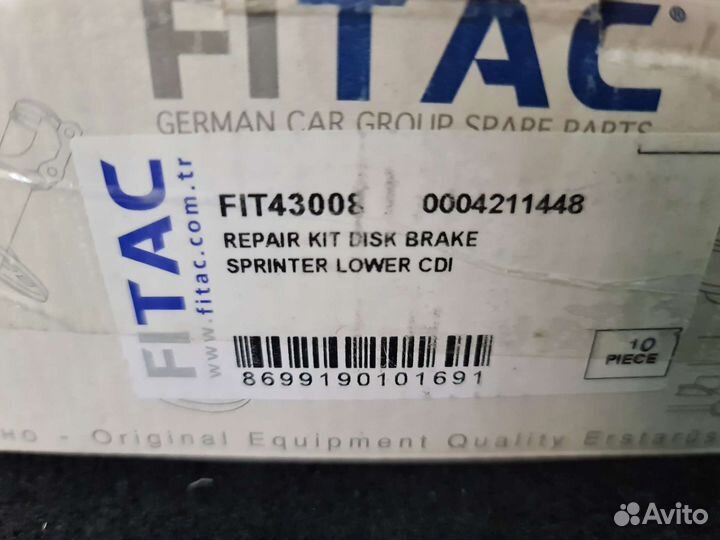 FITAC®
GERMAN CAR GROUP SPARE PARTS
FITAC
www.fitac.com.tr
FIT43008 0004211448
REPAIR KIT DISK BRAKE
SPRINTER LOWER CDI
8699190101691
10
PIECE
- Original Equipment Quality
Avito